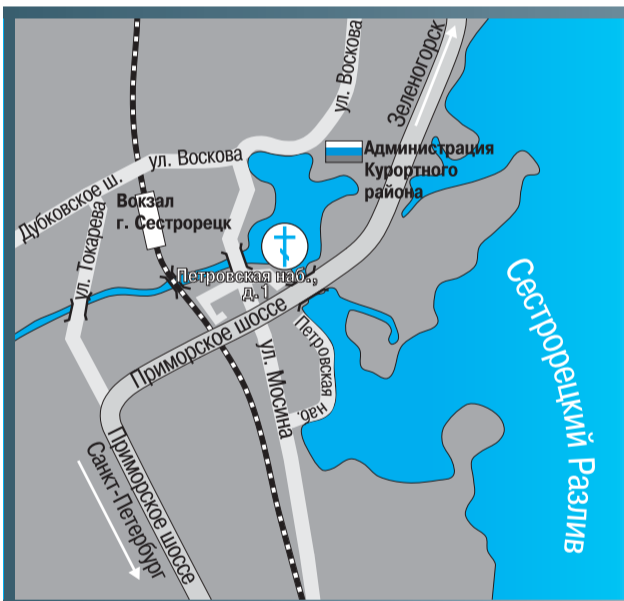 Зеленогорск
ул. Воскова
ул. Воскова
Администрация
Курортного
района
Дубковское ш.
Вокзал
г. Сестрорецк
ул. Токарева
Петровская наб.,
д. 1
Сестрорецкий Разлив
Приморское шоссе
Петровская
наб.
ул. Мосина
Приморское шоссе
Санкт-Петербург